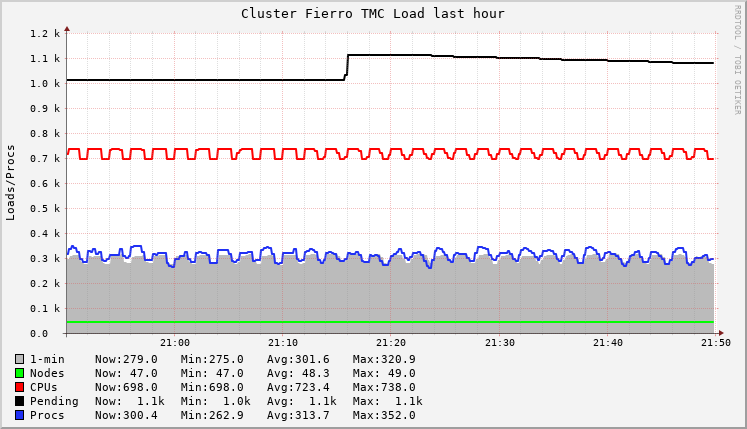 Cluster Fierro TMC Load last hour
RRDTOOL / TOBI OETIKER
Loads/Procs
1.2 k
1.1 k
1.0 k
0.9 k
0.8 k
0.7 k
0.6 k
0.5 k
0.4 k
0.3 k
0.2 k
0.1 k
0.0
21:00 21:10 21:20 21:30 21:40 21:50
1-min Now:279.0 Min:275.0 Avg:301.6 Max:320.9
Nodes Now: 47.0 Min: 47.0 Avg: 48.3 Max: 49.0
CPUs Now:698.0 Min:698.0 Avg:723.4 Max:738.0
Pending Now: 1.1k Min: 1.0k Avg: 1.1k Max: 1.1k
Procs Now:300.4 Min:262.9 Avg:313.7 Max:352.0